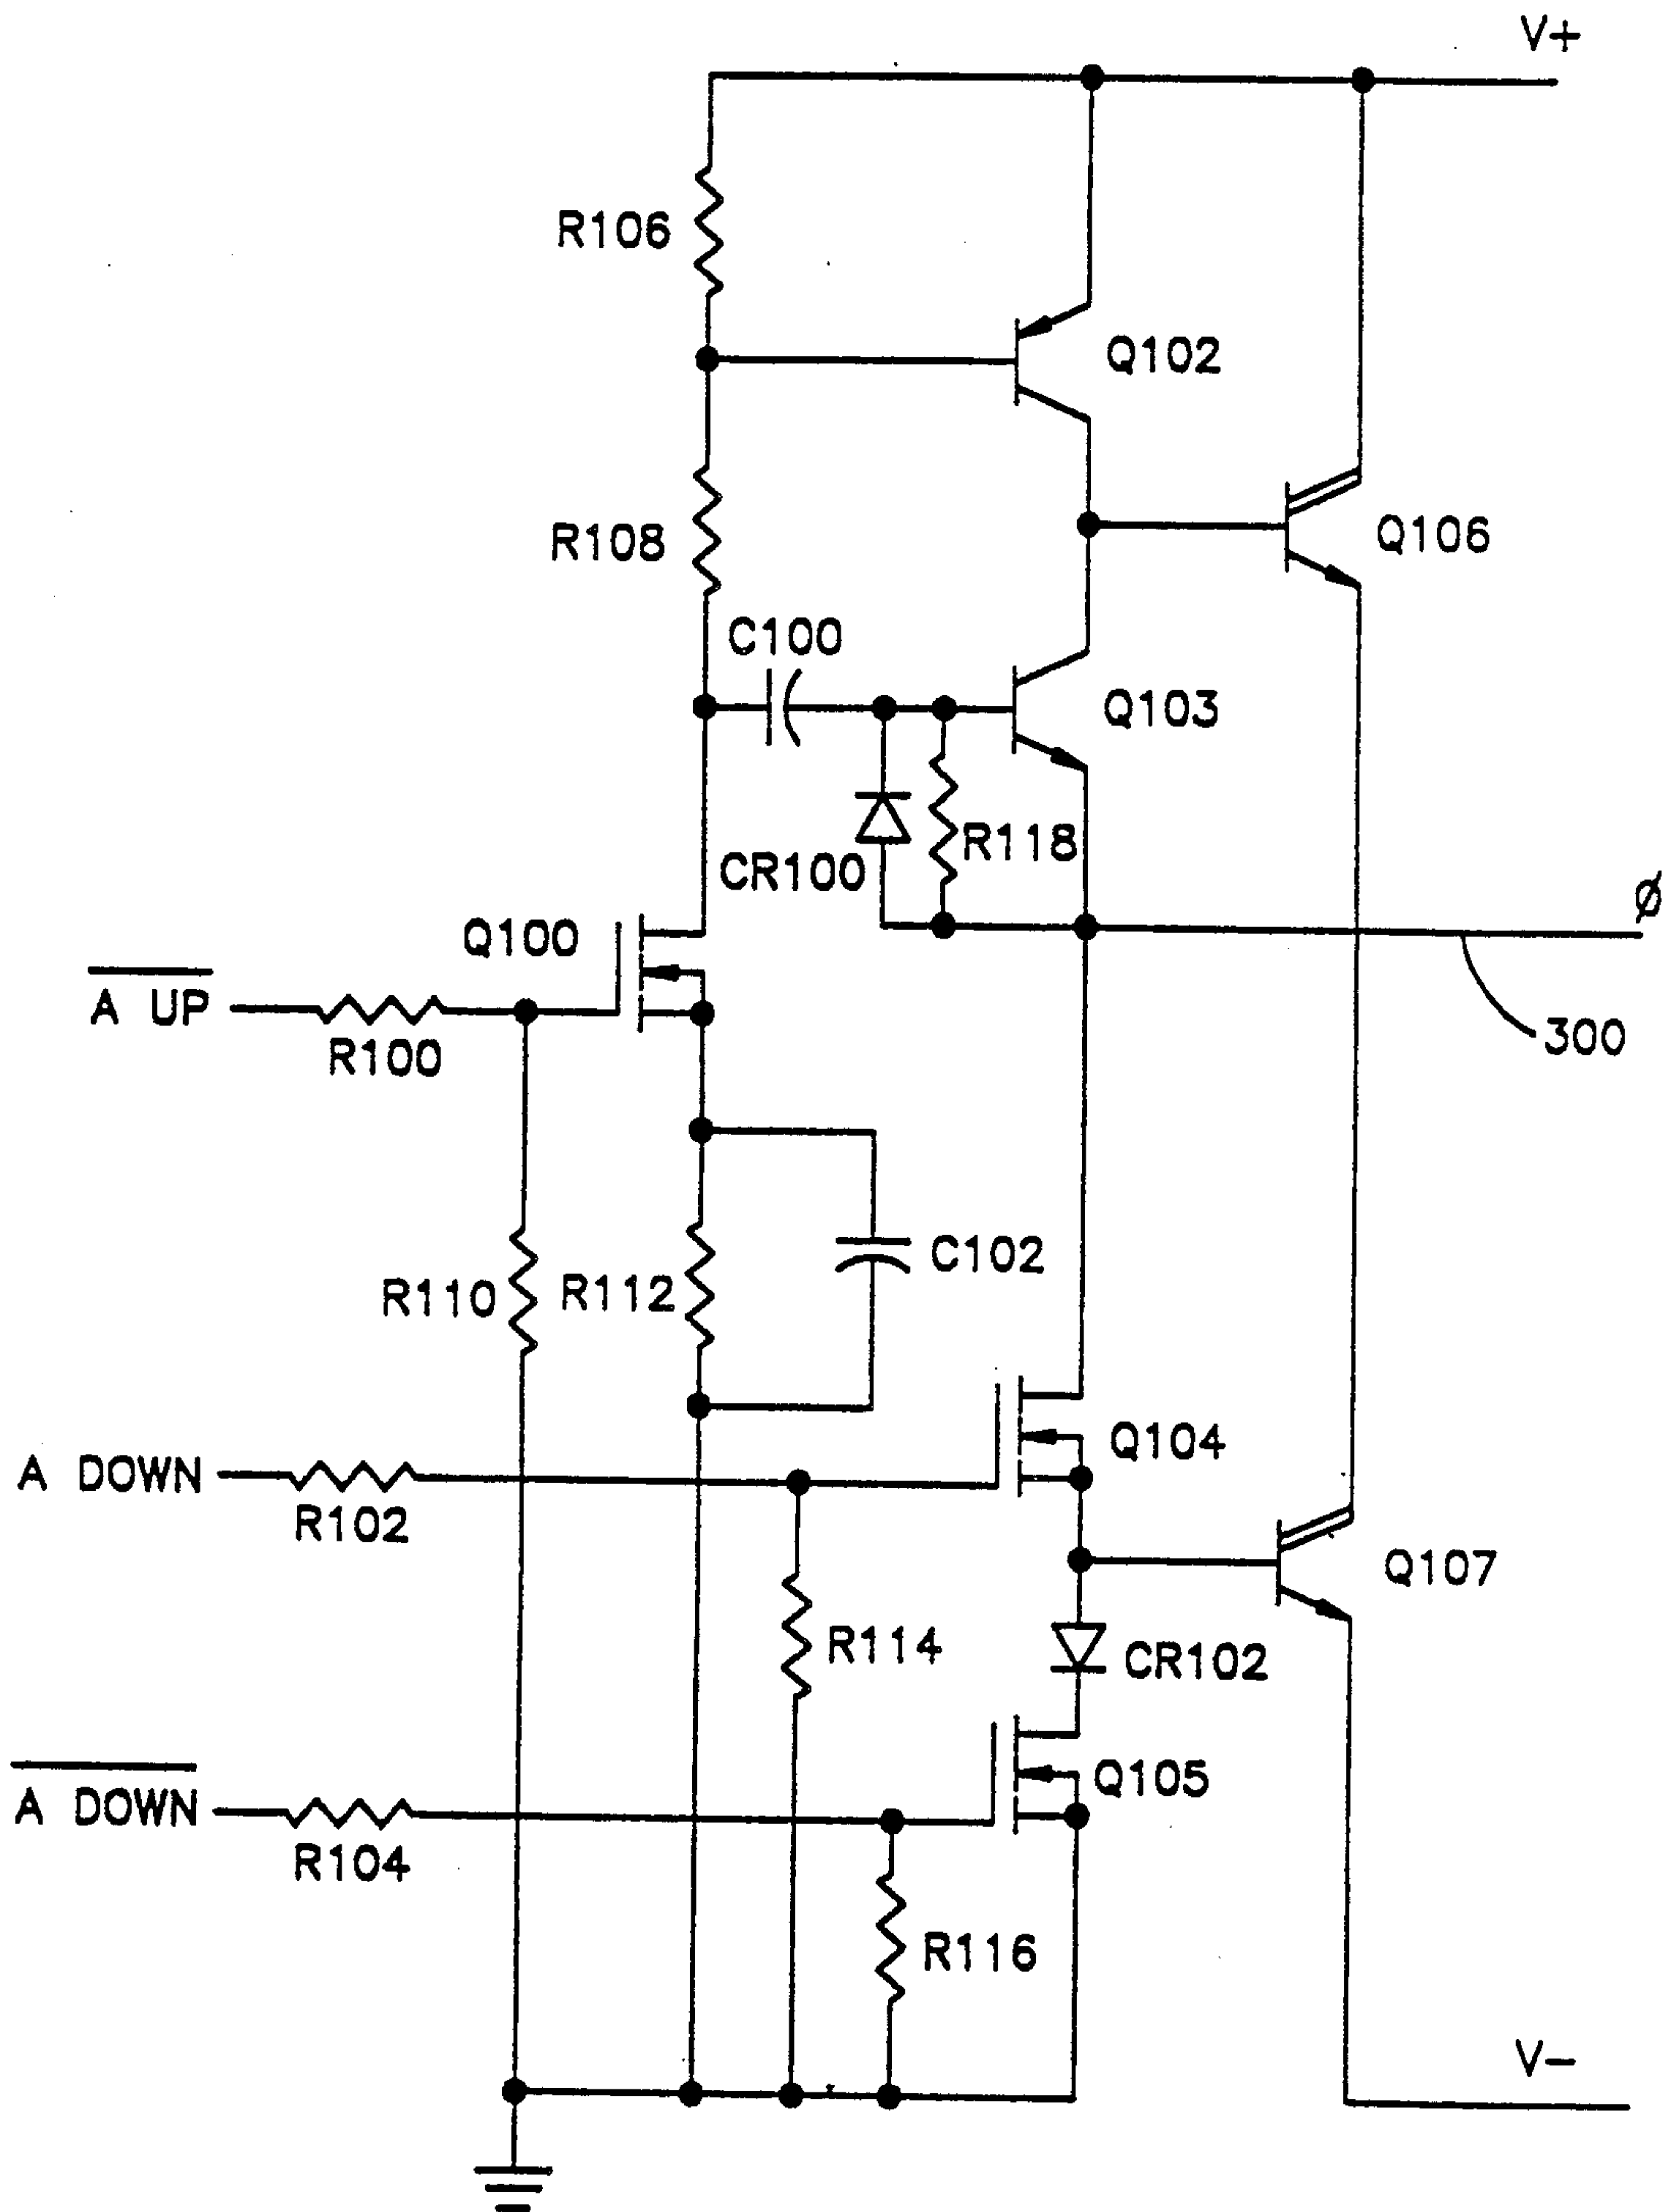 V+
R106
Q102
R108
Q106
C100
Q103
CR100
R118
Q100
Ø
A UP
R100
300
R110
R112
C102
A DOWN
R102
Q104
Q107
R114
CR102
A DOWN
R104
Q105
R116
V−